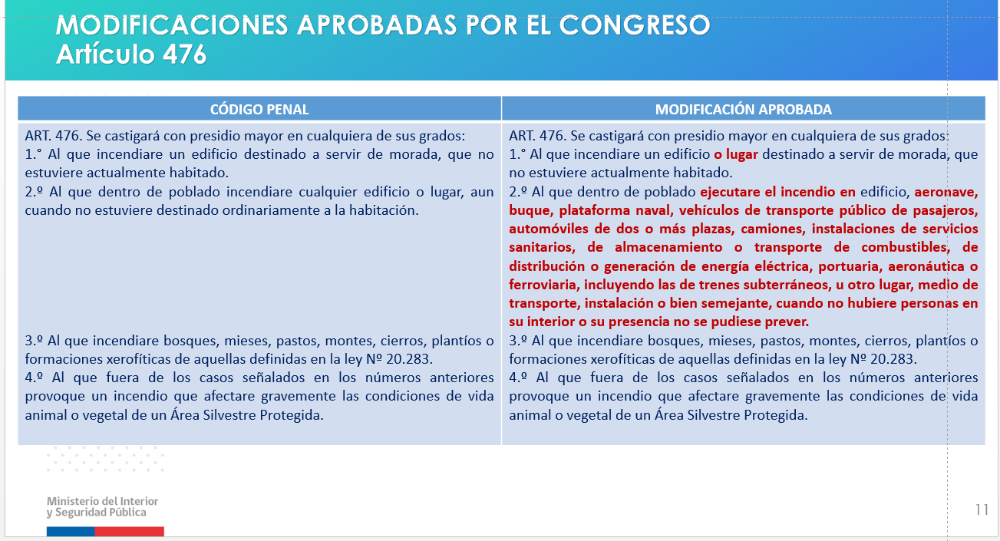 MODIFICACIONES APROBADAS POR EL CONGRESO
Artículo 476
CÓDIGO PENAL
ART. 476. Se castigará con presidio mayor en cualquiera de sus grados:
1.° Al que incendiare un edificio destinado a servir de morada, que no
estuviere actualmente habitado.
2.º Al que dentro de poblado incendiare cualquier edificio o lugar, aun
cuando no estuviere destinado ordinariamente a la habitación.
3.º Al que incendiare bosques, mieses, pastos, montes, cierros, plantíos o
formaciones xerofíticas de aquellas definidas en la ley Nº 20.283.
4.º Al que fuera de los casos señalados en los números anteriores
provoque un incendio que afectare gravemente las condiciones de vida
animal o vegetal de un Área Silvestre Protegida.
MODIFICACIÓN APROBADA
ART. 476. Se castigará con presidio mayor en cualquiera de sus grados:
1.° Al que incendiare un edificio o lugar destinado a servir de morada, que
no estuviere actualmente habitado.
2.º Al que dentro de poblado ejecutare el incendio en edificio, aeronave,
buque, plataforma naval, vehículos de transporte público de pasajeros,
automóviles de dos o más plazas, camiones, instalaciones de servicios
sanitarios, de almacenamiento o transporte de combustibles, de
distribución o generación de energía eléctrica, portuaria, aeronáutica o
ferroviaria, incluyendo las de trenes subterráneos, u otro lugar, medio de
transporte, instalación o bien semejante, cuando no hubiere personas en
su interior o su presencia no se pudiese prever.
3.º Al que incendiare bosques, mieses, pastos, montes, cierros, plantíos o
formaciones xerofíticas de aquellas definidas en la ley Nº 20.283.
4.º Al que fuera de los casos señalados en los números anteriores
provoque un incendio que afectare gravemente las condiciones de vida
animal o vegetal de un Área Silvestre Protegida.
Ministerio del Interior
y Seguridad Pública
11